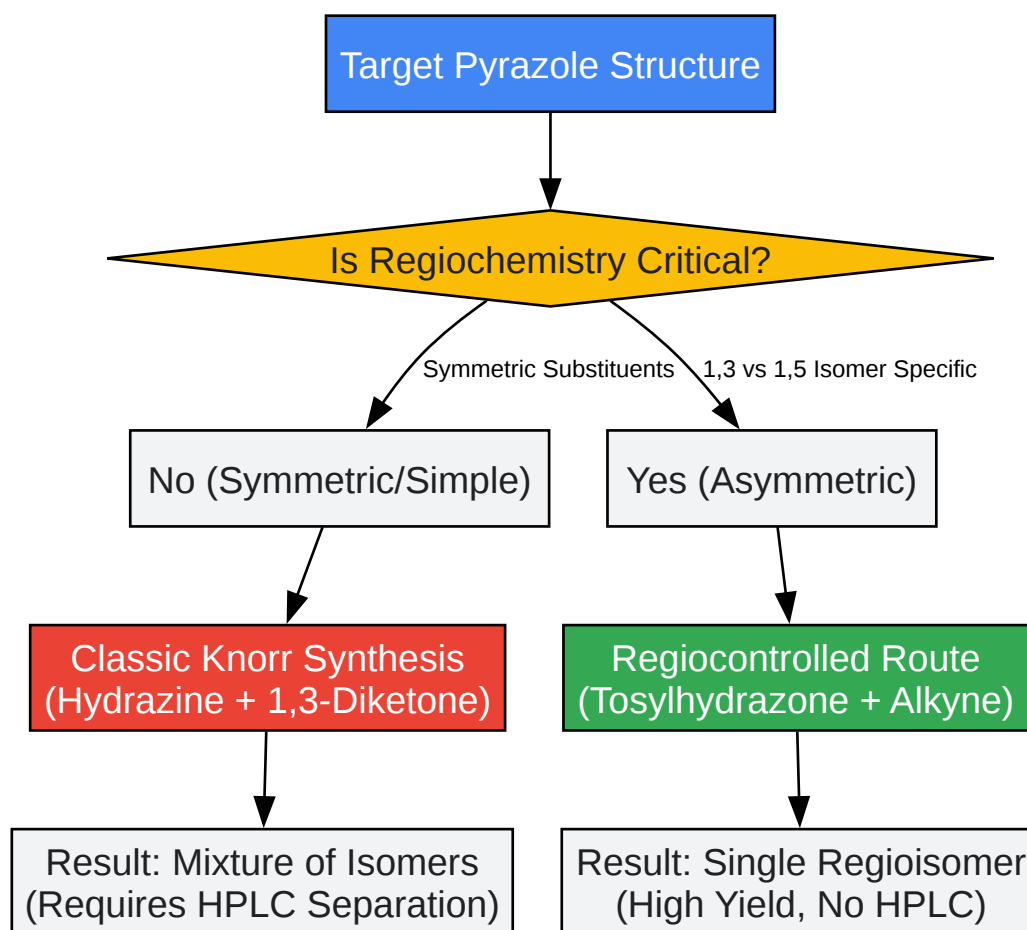 Target Pyrazole Structure
Is Regiochemistry Critical?
Symmetric Substituents
1,3 vs 1,5 Isomer Specific
No (Symmetric/Simple)
Yes (Asymmetric)
Classic Knorr Synthesis
(Hydrazine + 1,3-Diketone)
Regiocontrolled Route
(Tosylhydrazone + Alkyne)
Result: Mixture of Isomers
(Requires HPLC Separation)
Result: Single Regioisomer
(High Yield, No HPLC)